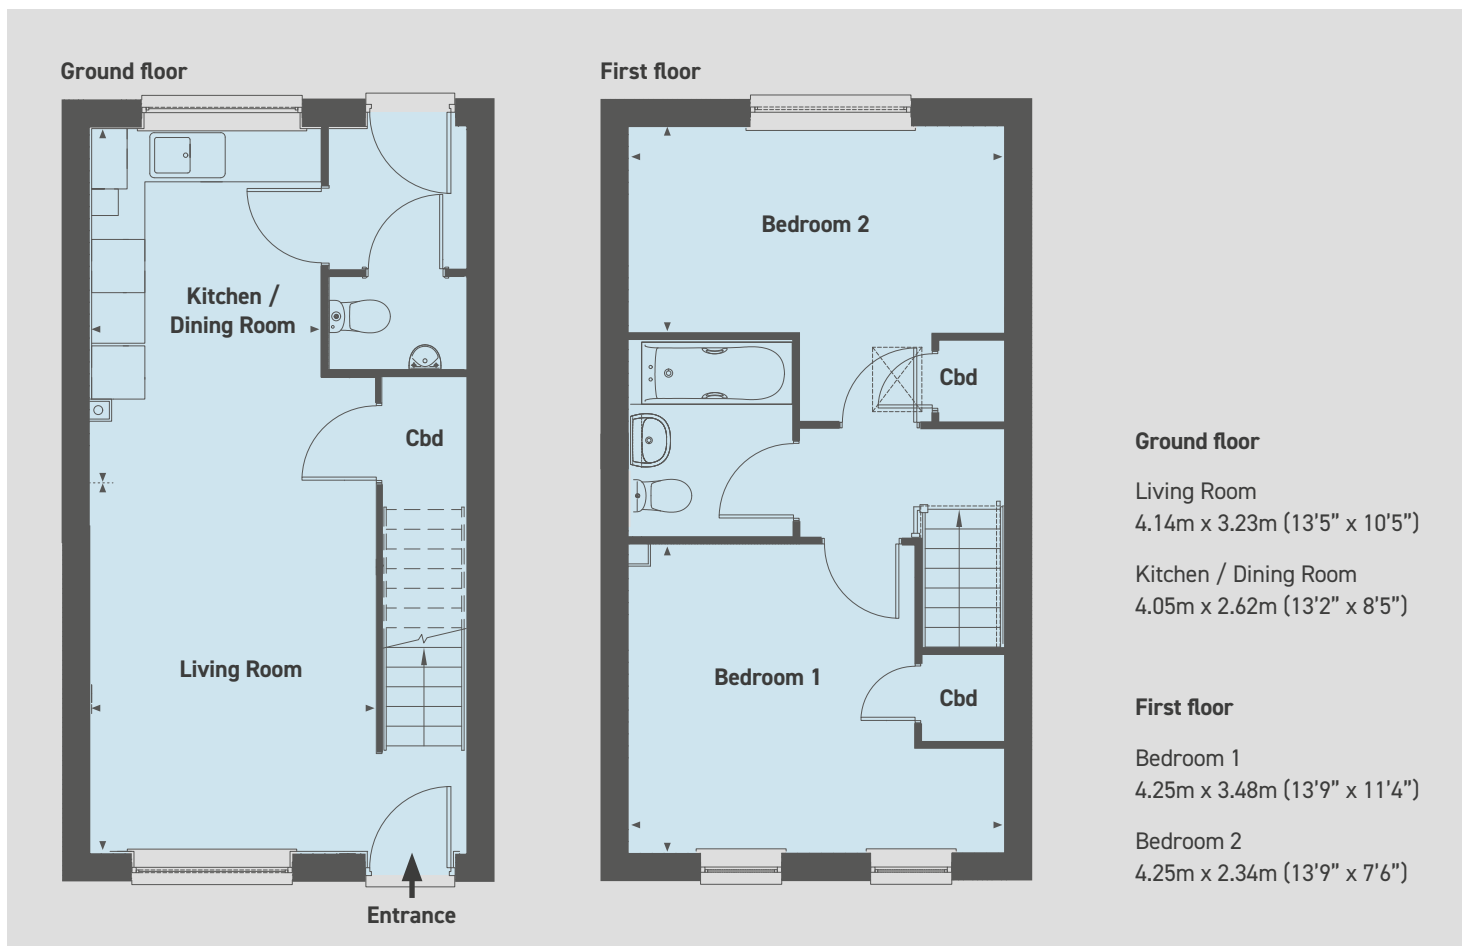 Ground floor
Kitchen /
Dining Room
Cbd
Living Room
Entrance
First floor
Bedroom 2
Cbd
Bedroom 1
Cbd
Ground floor
Living Room
4.14m x 3.23m (13’5” x 10’5”)
Kitchen / Dining Room
4.05m x 2.62m (13’2” x 8’5”)
First floor
Bedroom 1
4.25m x 3.48m (13’9” x 11’4”)
Bedroom 2
4.25m x 2.34m (13’9” x 7’6”)